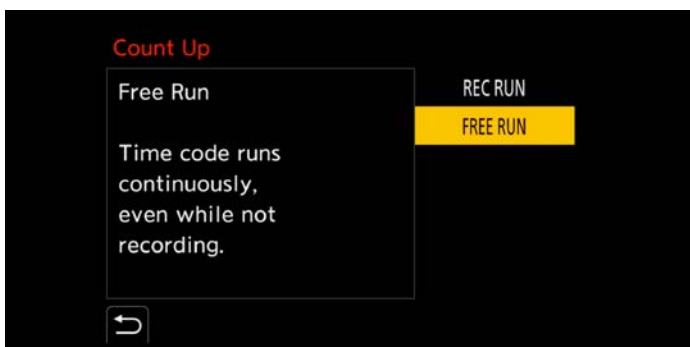 Count Up
Free Run
Time code runs
continuously,
even while not
recording.
REC RUN
FREE RUN